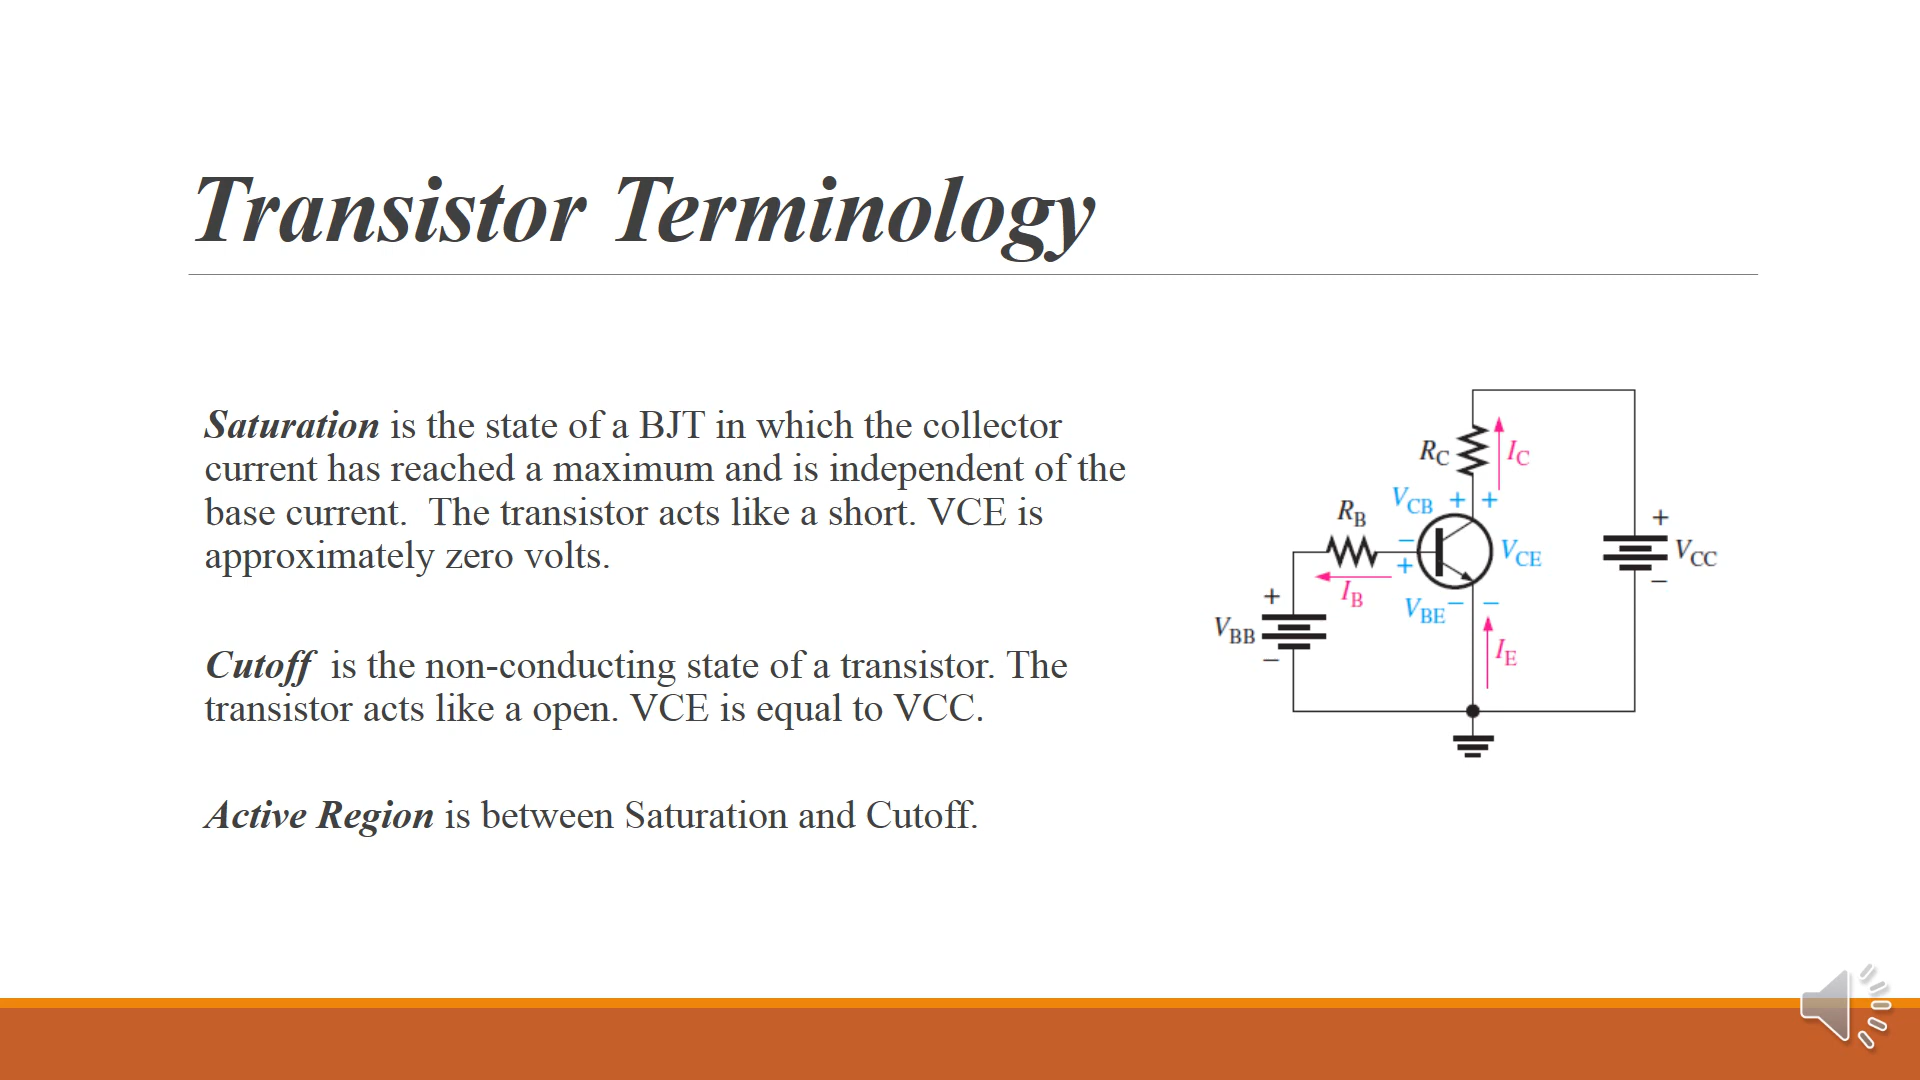 Transistor Terminology
Saturation is the state of a BJT in which the collector
current has reached a maximum and is independent of the
base current.  The transistor acts like a short. VCE is
approximately zero volts.
Cutoff  is the non-conducting state of a transistor. The
transistor acts like a open. VCE is equal to VCC.
Active Region is between Saturation and Cutoff.
RC
IC
VCB + +
RB
−
+
VCE
+
VCC
−
IB
+
VBB
−
VBE − −
IE